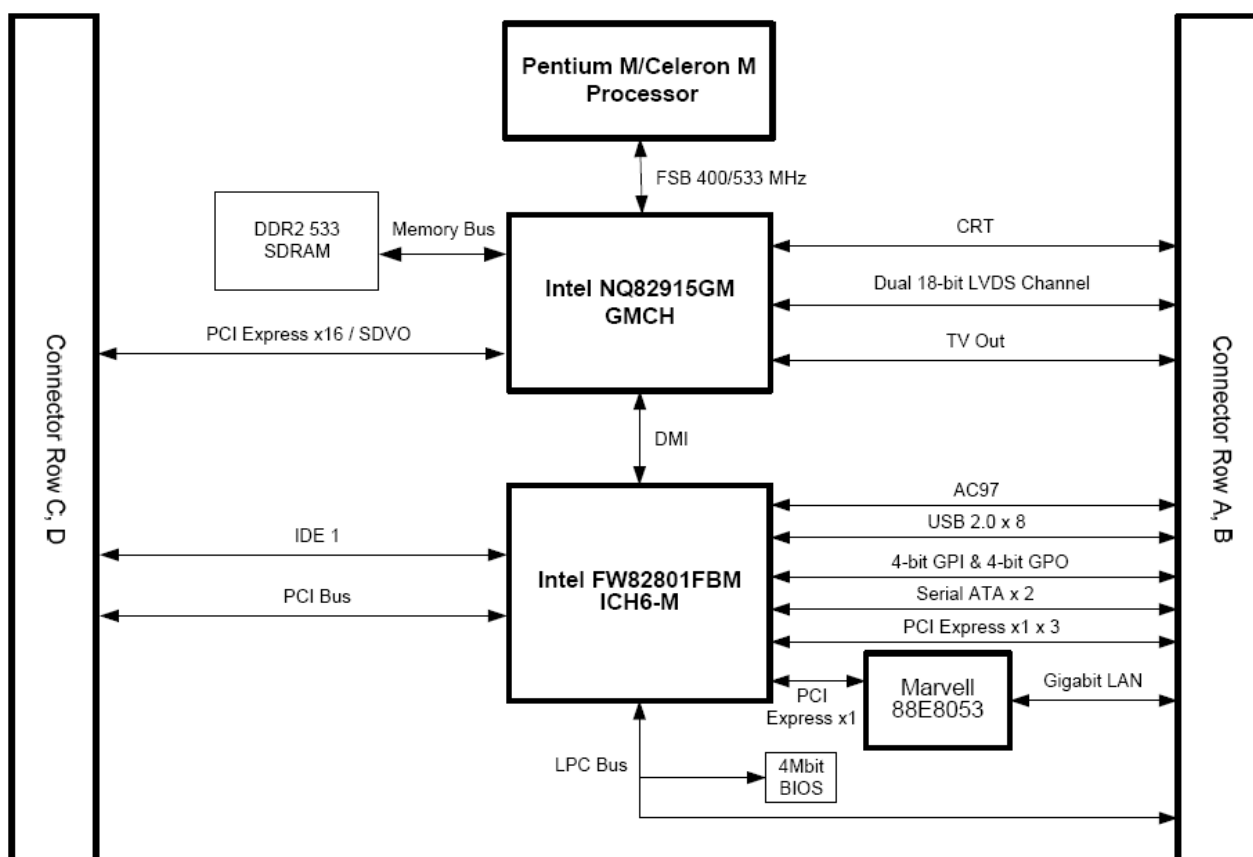 Pentium M/Celeron M
Processor
FSB 400/533 MHz
DDR2 533
SDRAM
Memory Bus
Intel NQ82915GM
GMCH
CRT
Dual 18-bit LVDS Channel
TV Out
PCI Express x16 / SDVO
Connector Row C, D
Connector Row A, B
DMI
IDE 1
PCI Bus
Intel FW82801FBM
ICH6-M
AC97
USB 2.0 x 8
4-bit GPI & 4-bit GPO
Serial ATA x 2
PCI Express x1 x 3
PCI
Express x1
Marvell
88E8053
Gigabit LAN
LPC Bus
4Mbit
BIOS